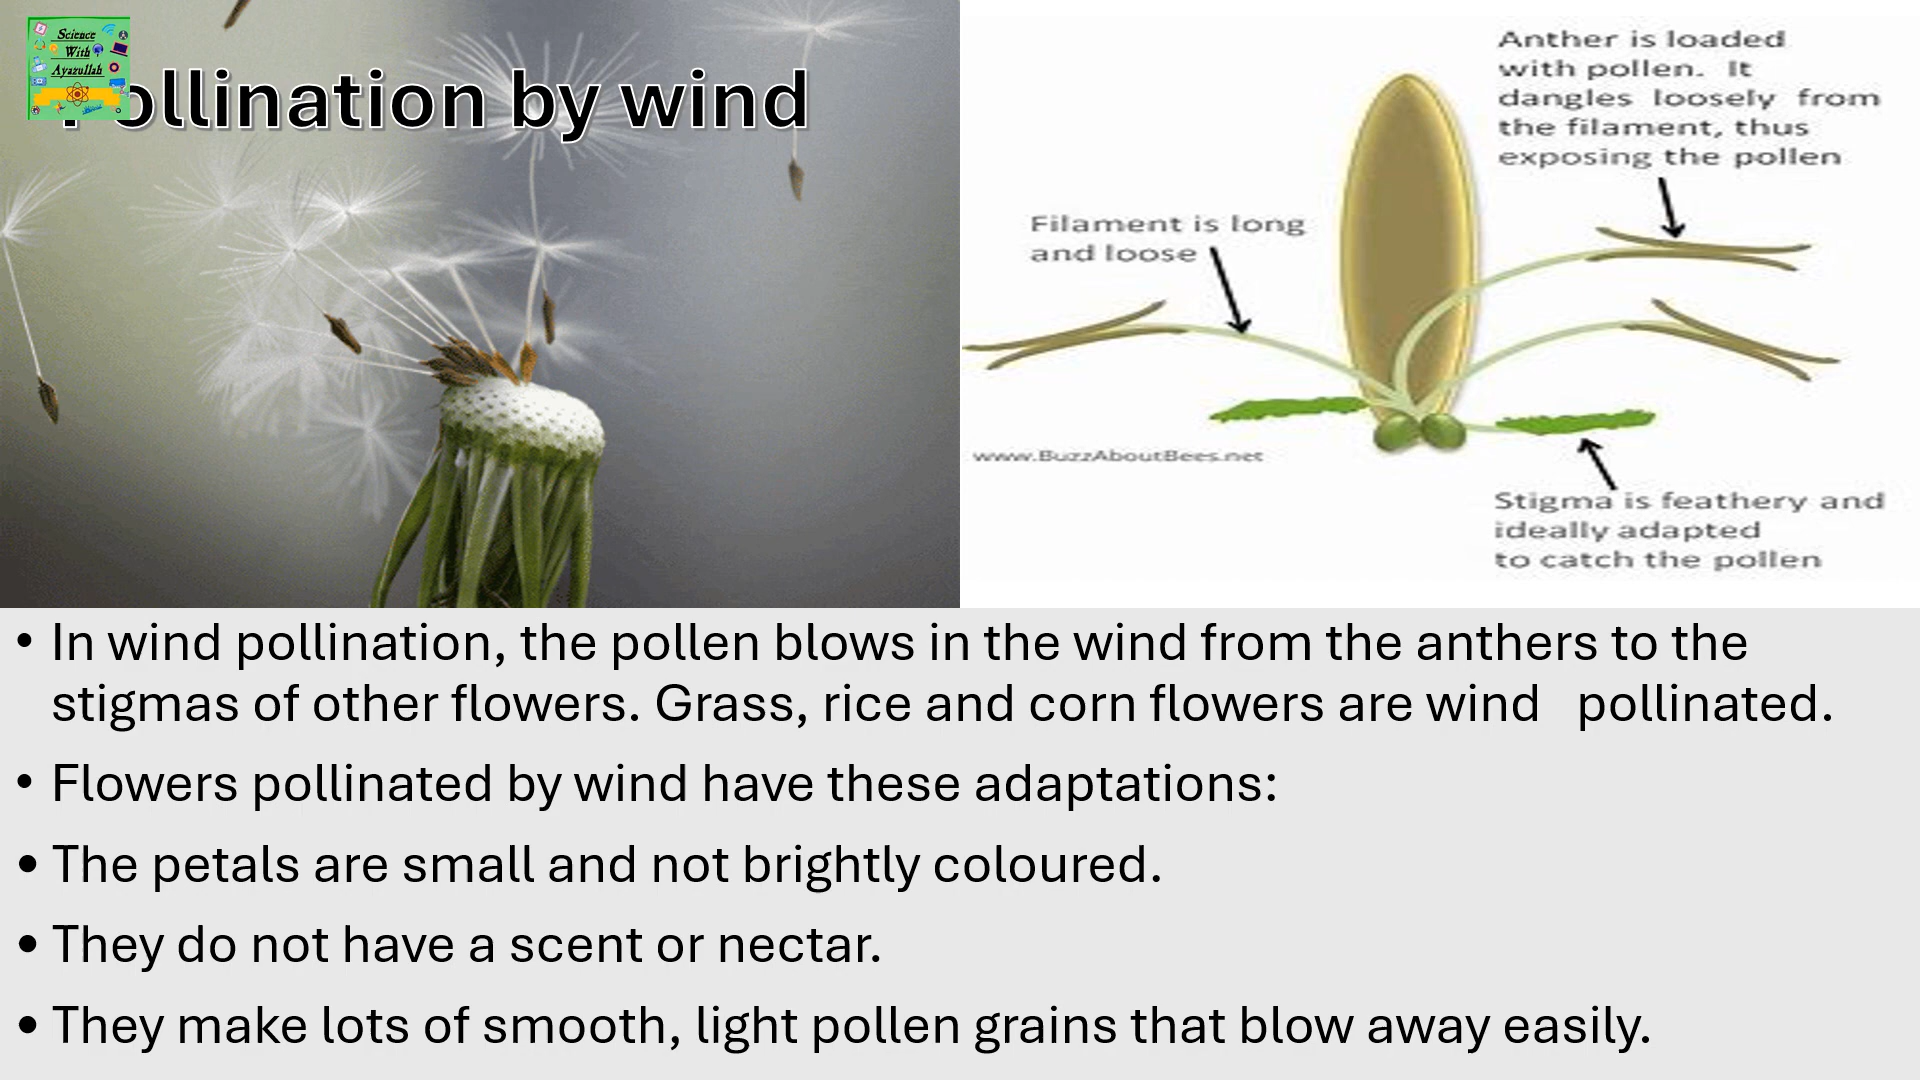 Science
With
Ayazullah
Pollination by wind
Anther is loaded
with pollen. It
dangles loosely from
the filament, thus
exposing the pollen
Filament is long
and loose
www.BuzzAboutBees.net
Stigma is feathery and
ideally adapted
to catch the pollen
• In wind pollination, the pollen blows in the wind from the anthers to the
stigmas of other flowers. Grass, rice and corn flowers are wind pollinated.
• Flowers pollinated by wind have these adaptations:
• The petals are small and not brightly coloured.
• They do not have a scent or nectar.
• They make lots of smooth, light pollen grains that blow away easily.